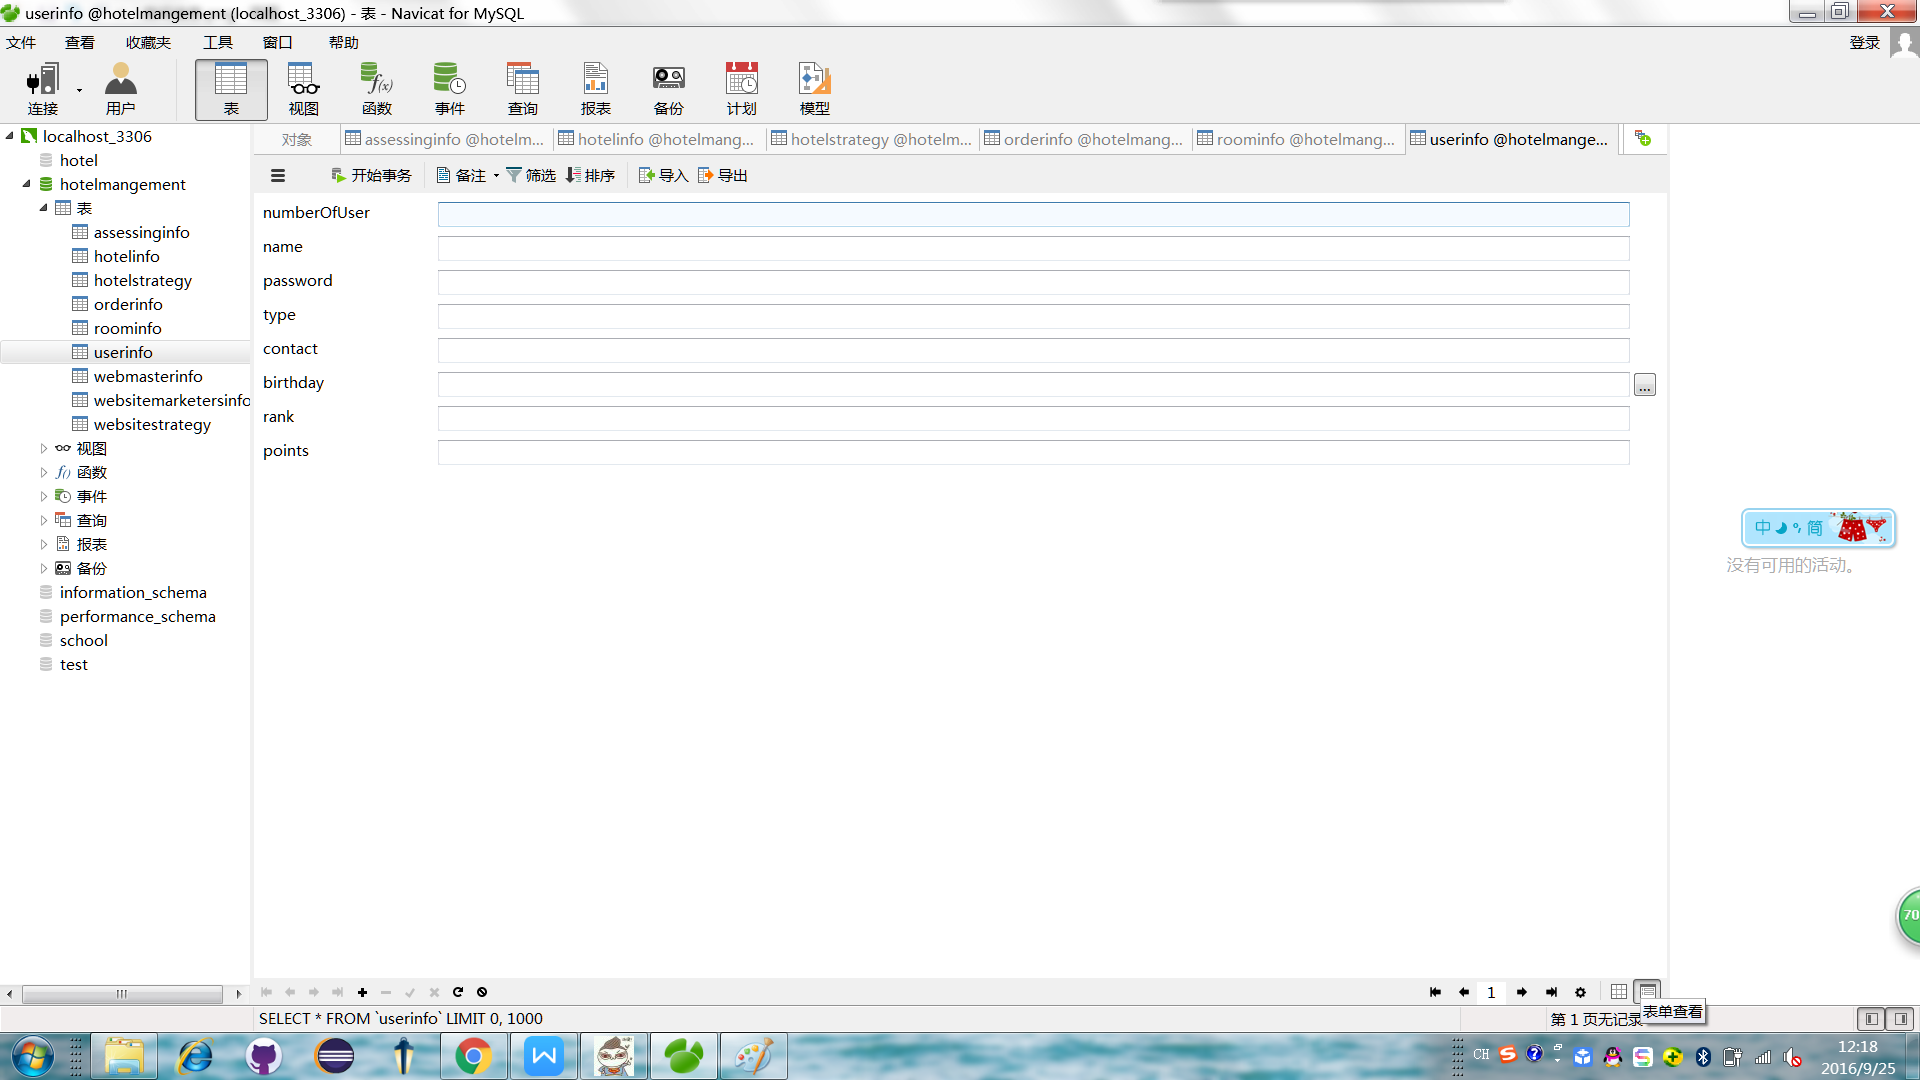 userinfo @hotelmangement (localhost_3306) - 表 - Navicat for MySQL
文件 查看 收藏夹 工具 窗口 帮助 登录
连接 用户 表 视图 函数 事件 查询 报表 备份 计划 模型
localhost_3306
hotel
hotelmangement
表
assessinginfo
hotelinfo
hotelstrategy
orderinfo
roominfo
userinfo
webmasterinfo
websitemarketersinfo
websitestrategy
视图
函数
事件
查询
报表
备份
information_schema
performance_schema
school
test
对象 assessinginfo @hotelm... hotelinfo @hotelmang... hotelstrategy @hotelm... orderinfo @hotelmang... roominfo @hotelmang... userinfo @hotelmange...
开始事务 备注 筛选 排序 导入 导出
numberOfUser
name
password
type
contact
birthday
...
rank
points
中 简
没有可用的活动。
70
1
SELECT * FROM `userinfo` LIMIT 0, 1000
第 1 页无记录
表单查看
CH
12:18
2016/9/25